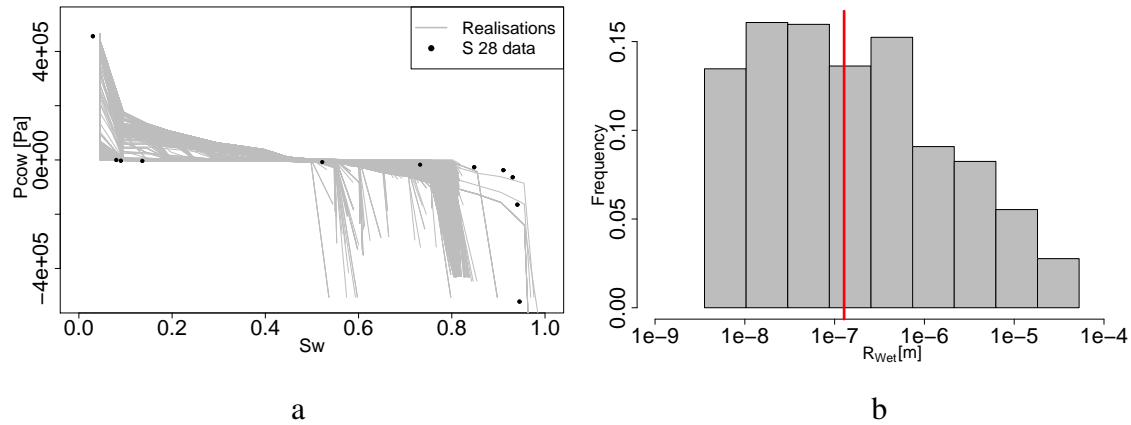 Realisations
S 28 data
Pcow [Pa]
4e+05
0e+00
−4e+05
0.0 0.2 0.4 0.6 0.8 1.0
Sw
a
Frequency
0.15
0.10
0.05
0.00
1e−9 1e−8 1e−7 1e−6 1e−5 1e−4
RWet[m]
b